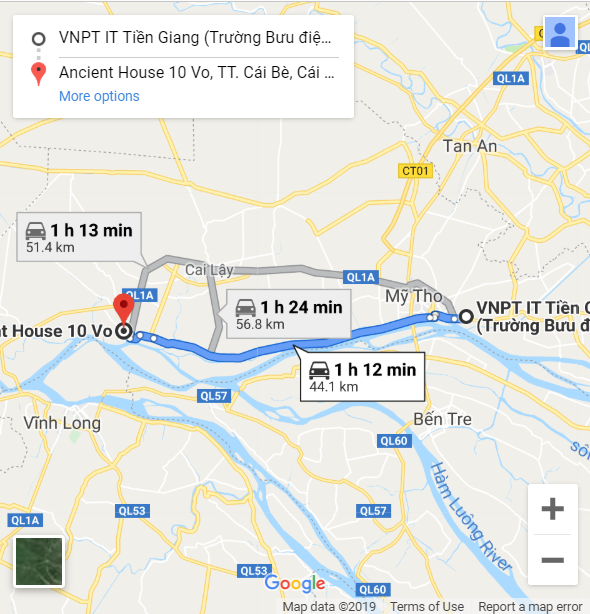 VNPT IT Tiền Giang (Trường Bưu điệ...
Ancient House 10 Vo, TT. Cái Bè, Cái ...
More options
QL1A
Tan An
CT01
1 h 13 min
51.4 km
Cai Lậy
QL1A
QL1A
Mỹ Tho
1 h 24 min
56.8 km
VNPT IT Tiền
(Trường Bưu
nt House 10 Vo
1 h 12 min
44.1 km
QL57
Vĩnh Long
Bến Tre
QL60
Hàm Luông River
QL1A
QL53
QL57
QL53
QL60
Google
Map data ©2019
Terms of Use
Report a map error